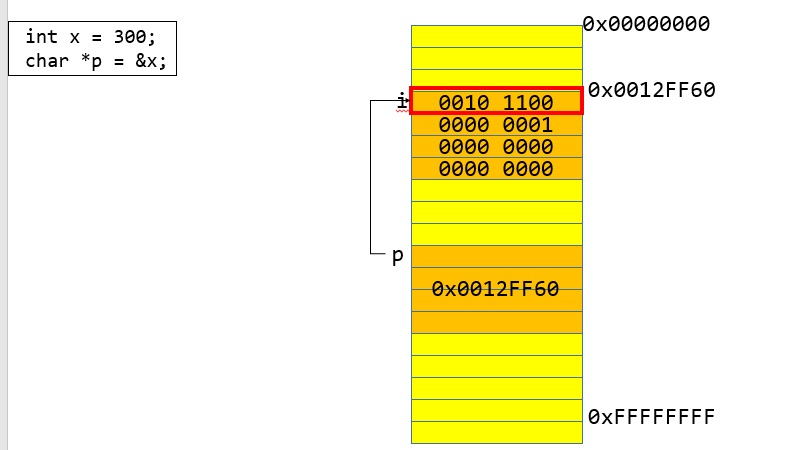 int x = 300;
char *p = &x;
0x00000000
0x0012FF60
i
0010 1100
0000 0001
0000 0000
0000 0000
p
0x0012FF60
0xFFFFFFFF